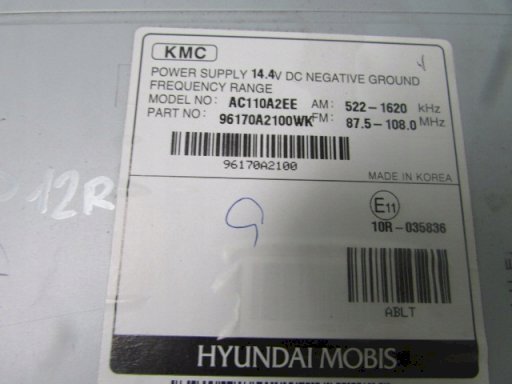 KMC
POWER SUPPLY 14.4V DC NEGATIVE GROUND
FREQUENCY RANGE
MODEL NO: AC110A2EE AM: 522-1620 kHz
PART NO: 96170A2100WK FM: 87.5-108.0 MHz
96170A2100
MADE IN KOREA
E11
12R
9
10R-035836
ABLT
HYUNDAI MOBIS